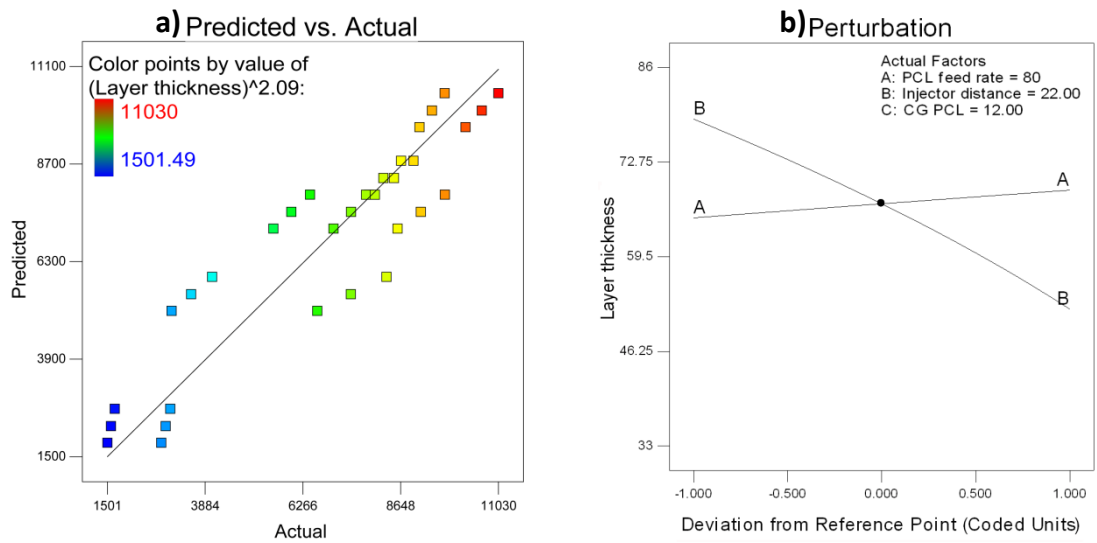 a) Predicted vs. Actual
Color points by value of
(Layer thickness)^2.09:
11030
1501.49
11100
8700
6300
3900
1500
Predicted
1501
3884
6266
8648
11030
Actual
b) Perturbation
Actual Factors
A: PCL feed rate = 80
B: Injector distance = 22.00
C: CG PCL = 12.00
86
72.75
59.5
46.25
33
Layer thickness
B
A
A
B
-1.000
-0.500
0.000
0.500
1.000
Deviation from Reference Point (Coded Units)